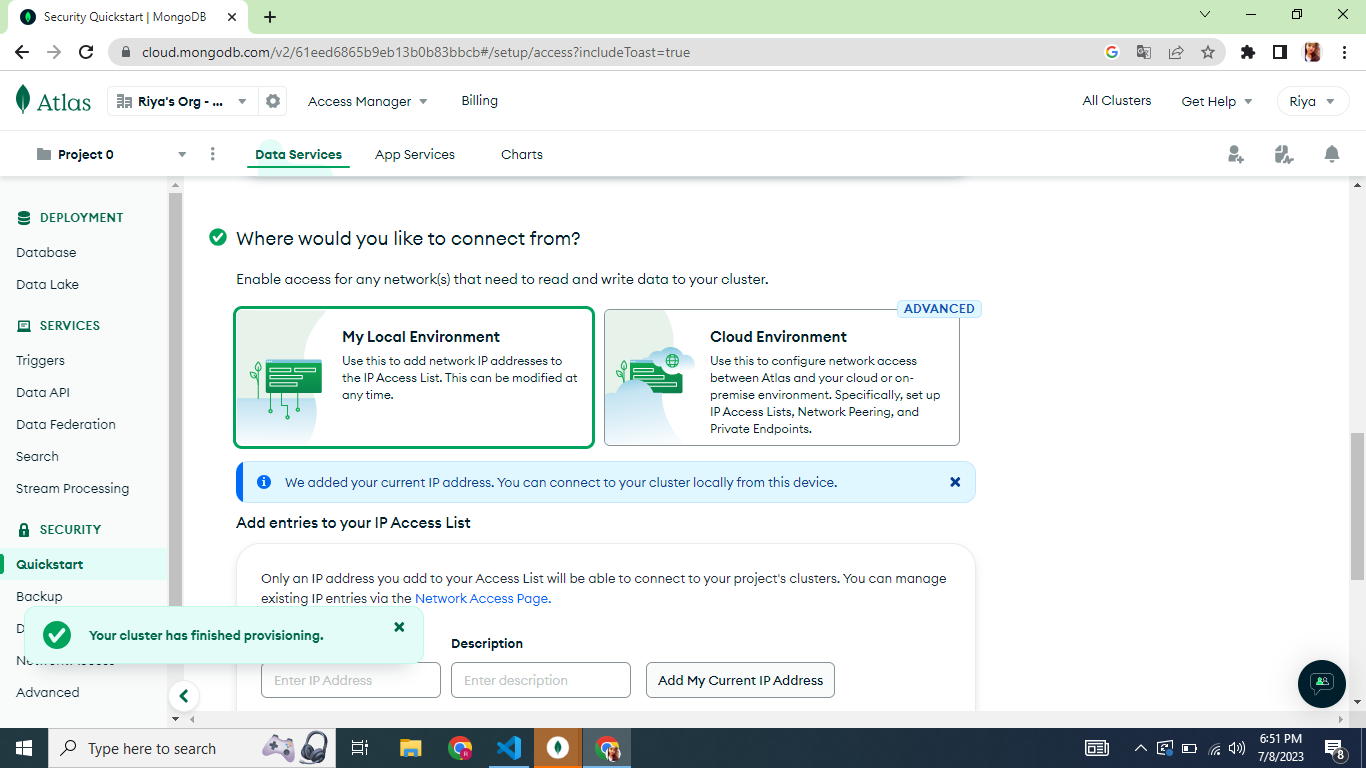 Security Quickstart | MongoDB
cloud.mongodb.com/v2/61eed6865b9eb13b0b83bbcb#/setup/access?includeToast=true
Atlas
Riya's Org - ...
Access Manager
Billing
All Clusters
Get Help
Riya
Project 0
Data Services
App Services
Charts
DEPLOYMENT
Database
Data Lake
SERVICES
Triggers
Data API
Data Federation
Search
Stream Processing
SECURITY
Quickstart
Backup
Advanced
Where would you like to connect from?
Enable access for any network(s) that need to read and write data to your cluster.
My Local Environment
Use this to add network IP addresses to
the IP Access List. This can be modified at
any time.
ADVANCED
Cloud Environment
Use this to configure network access
between Atlas and your cloud or on-
premise environment. Specifically, set up
IP Access Lists, Network Peering, and
Private Endpoints.
We added your current IP address. You can connect to your cluster locally from this device.
Add entries to your IP Access List
Only an IP address you add to your Access List will be able to connect to your project's clusters. You can manage
existing IP entries via the Network Access Page.
Your cluster has finished provisioning.
Description
Enter IP Address
Enter description
Add My Current IP Address
Type here to search
6:51 PM
7/8/2023
8